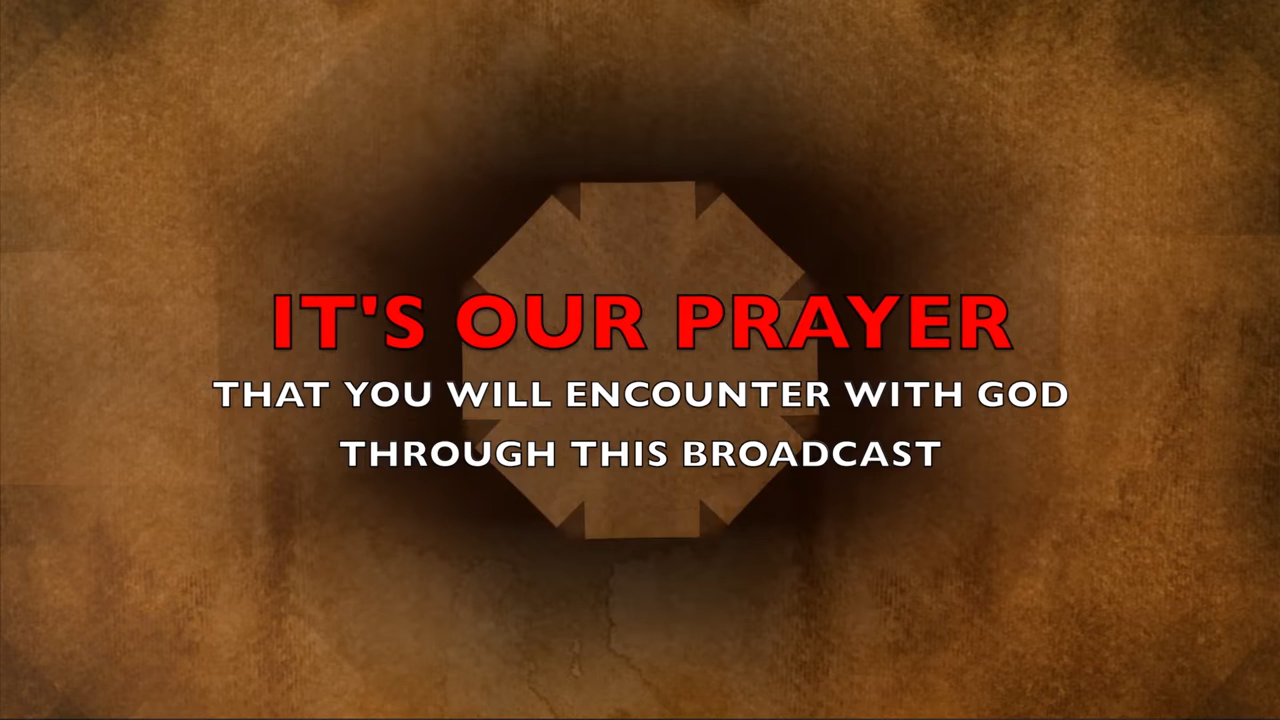 IT'S OUR PRAYER
THAT YOU WILL ENCOUNTER WITH GOD
THROUGH THIS BROADCAST